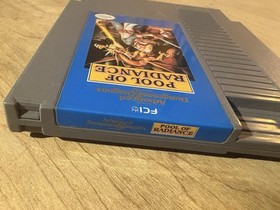 POOL OF
RADIANCE
Advanced
Dungeons & Dragons
FCI
POOL OF
RADIANCE